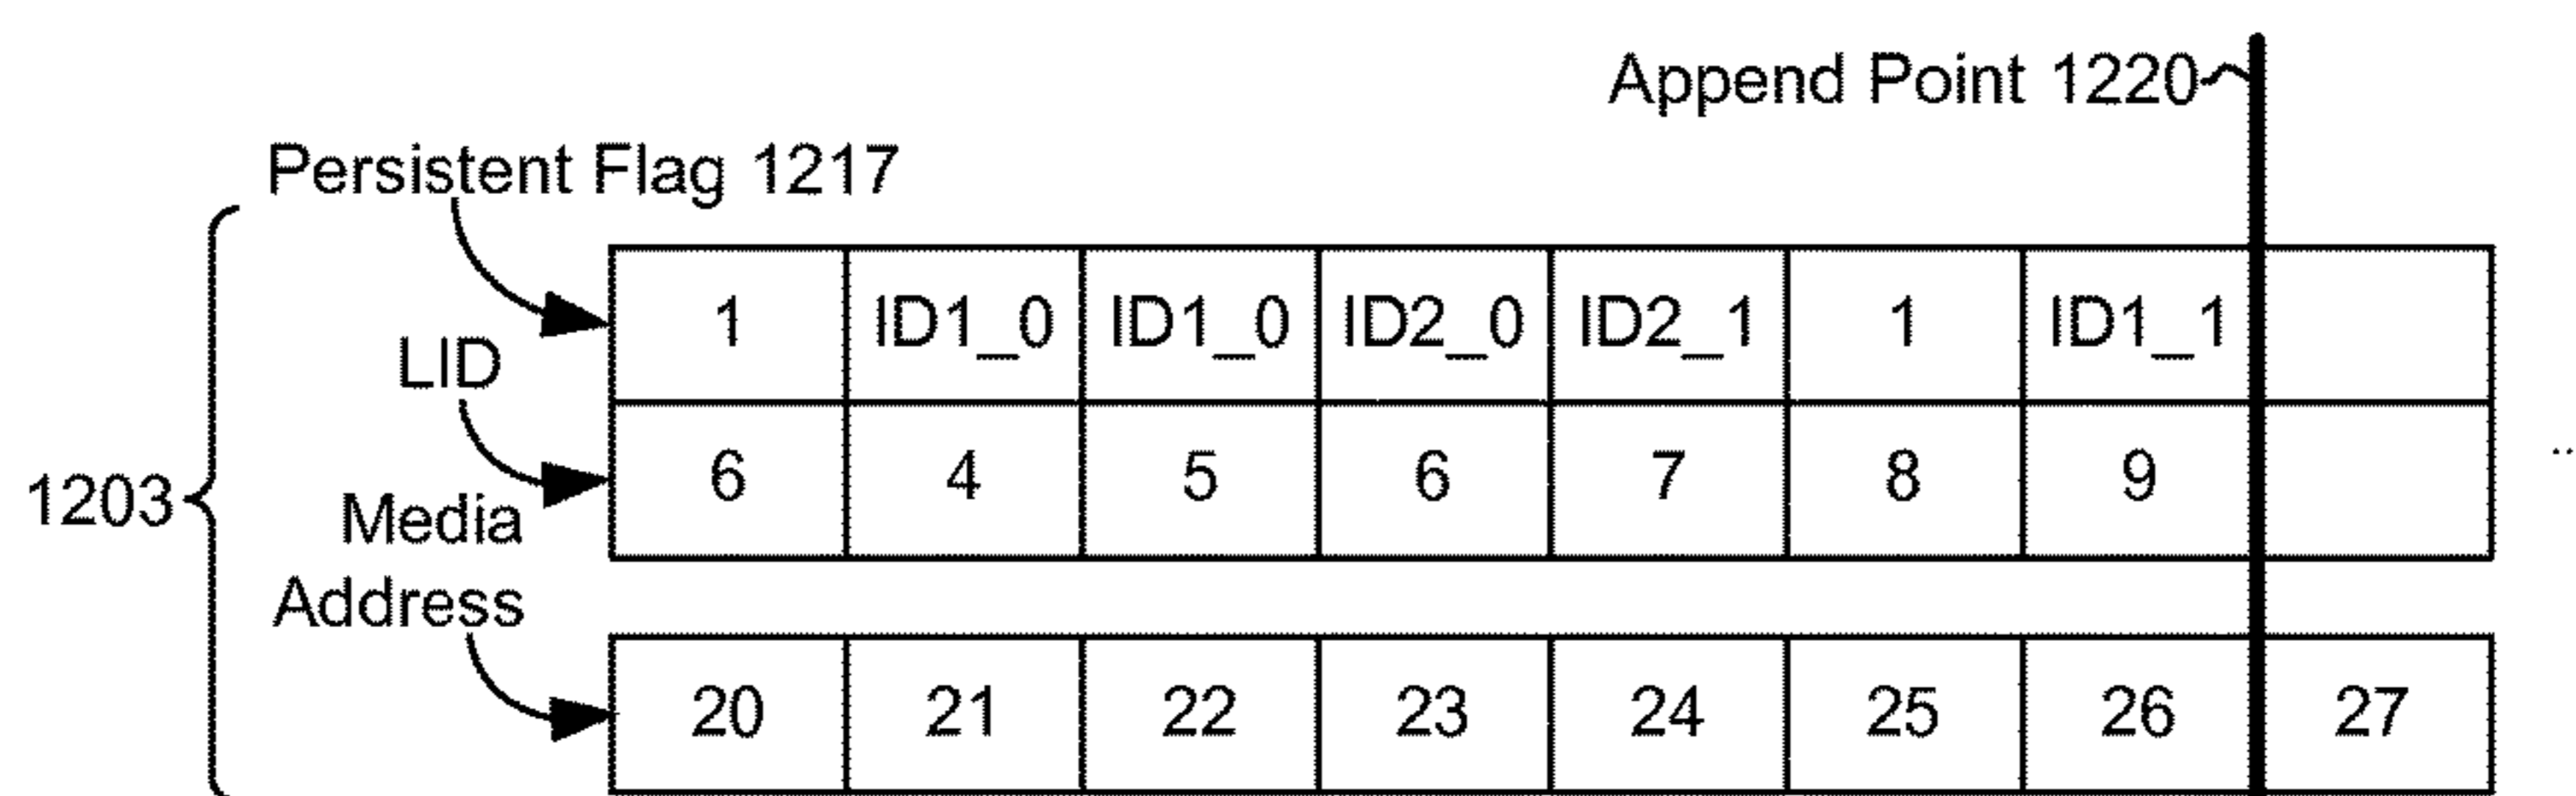 Append Point 1220
Persistent Flag 1217
1 ID1_0 ID1_0 ID2_0 ID2_1 1 ID1_1
LID
6 4 5 6 7 8 9 ..
1203
Media
Address
20 21 22 23 24 25 26 27